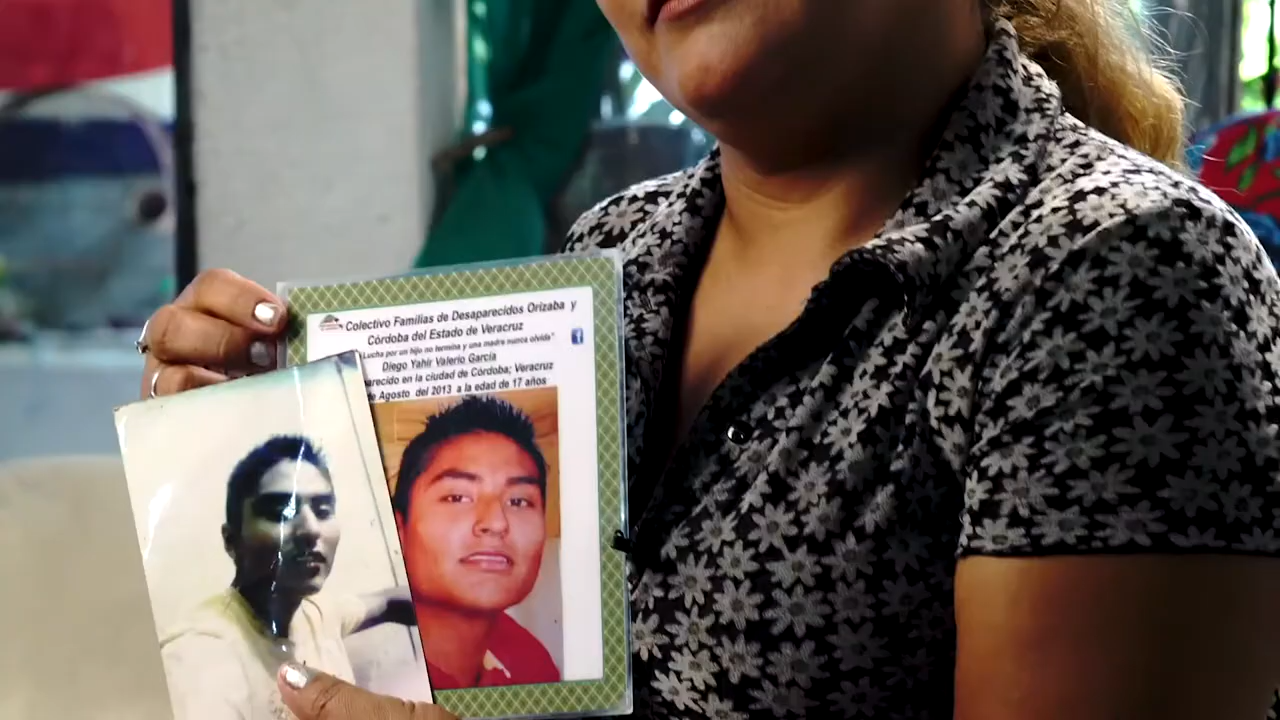 Colectivo Familias de Desaparecidos Orizaba y
Córdoba del Estado de Veracruz
Lucha por un hijo no termina y una madre nunca olvida"
Diego Yahir Valerio García
en la ciudad de Córdoba; Veracruz
de Agosto del 2013 a la edad de 17 años